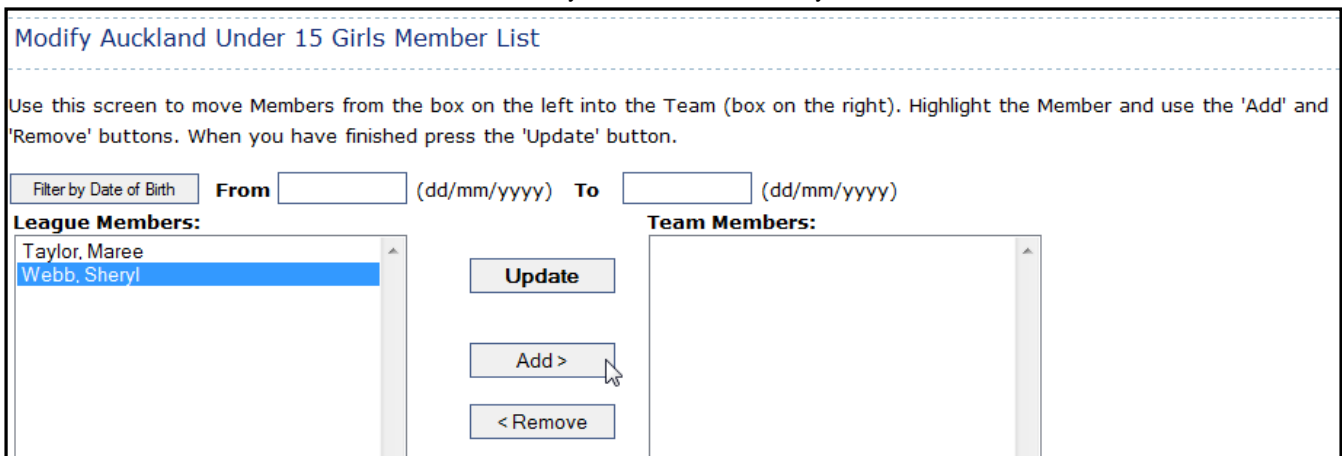 Modify Auckland Under 15 Girls Member List
Use this screen to move Members from the box on the left into the Team (box on the right). Highlight the Member and use the 'Add' and
'Remove' buttons. When you have finished press the 'Update' button.
Filter by Date of Birth From (dd/mm/yyyy) To (dd/mm/yyyy)
League Members: Team Members:
Taylor, Maree
Webb, Sheryl
Update
Add >
< Remove